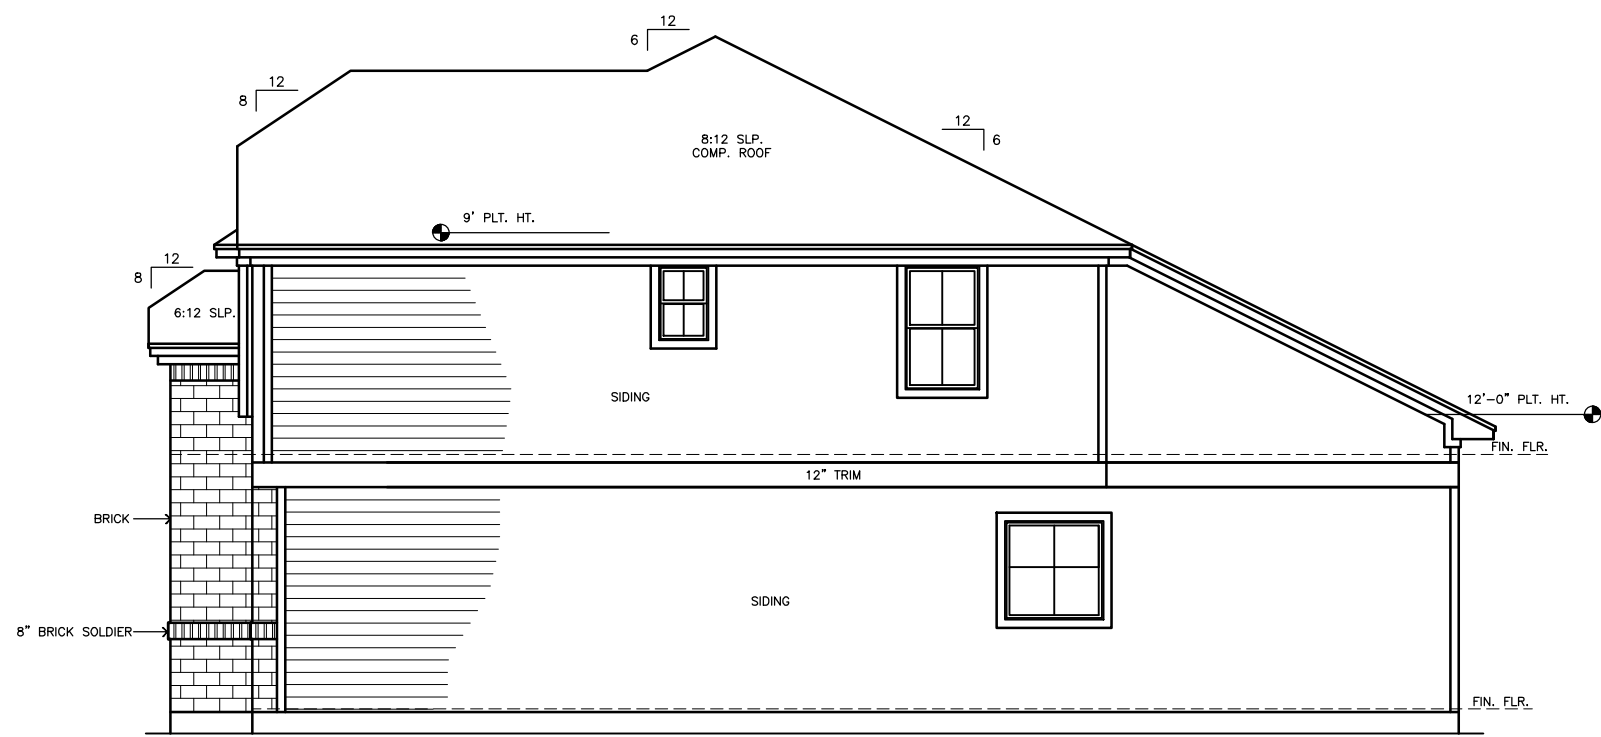 12
6
12
8
12
6
8:12 SLP.
COMP. ROOF
9' PLT. HT.
12
8
6:12 SLP.
SIDING
12'-0" PLT. HT.
FIN. FLR.
12" TRIM
BRICK
SIDING
8" BRICK SOLDIER
FIN. FLR.